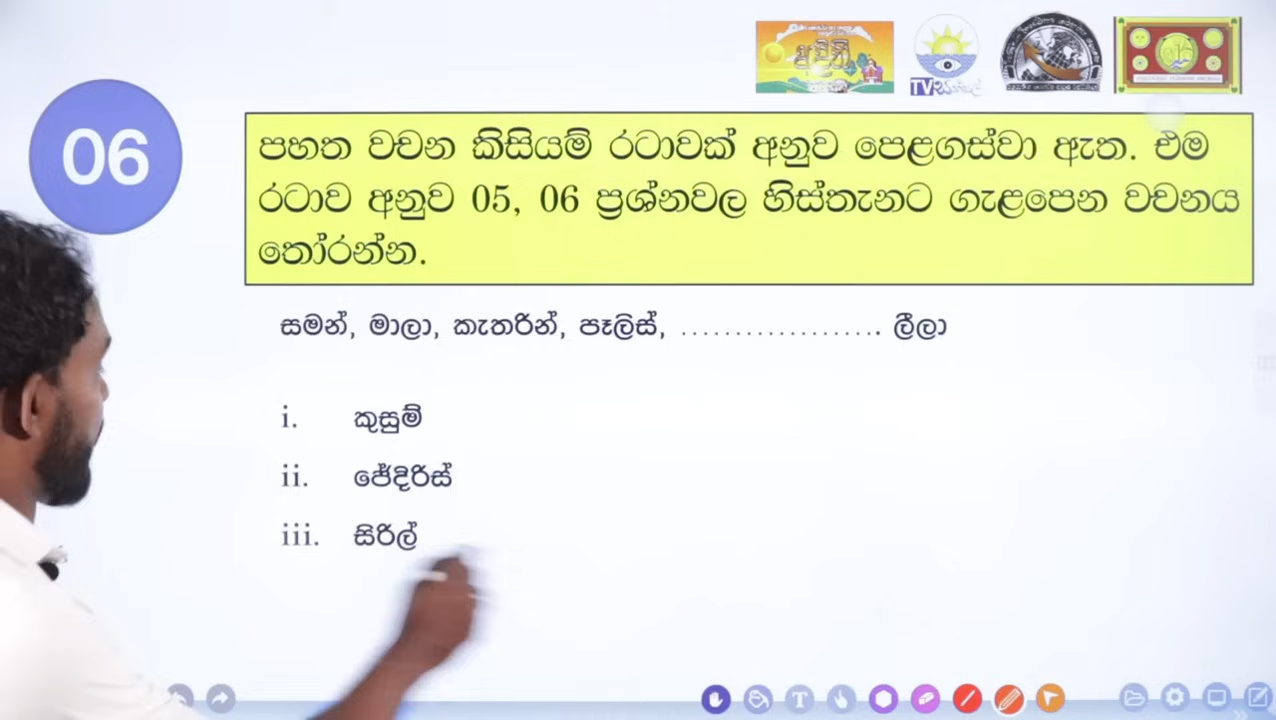 TV
06
පහත වචන කිසියම් රටාවක් අනුව පෙළගස්වා ඇත. එම
රටාව අනුව 05, 06 ප්‍රශ්නවල හිස්තැනට ගැළපෙන වචනය
තෝරන්න.
සමන්, මාලා, කැතරින්, පෑලිස්, .................... ලීලා
i. කුසුම්
ii. ජේදිරිස්
iii. සිරිල්